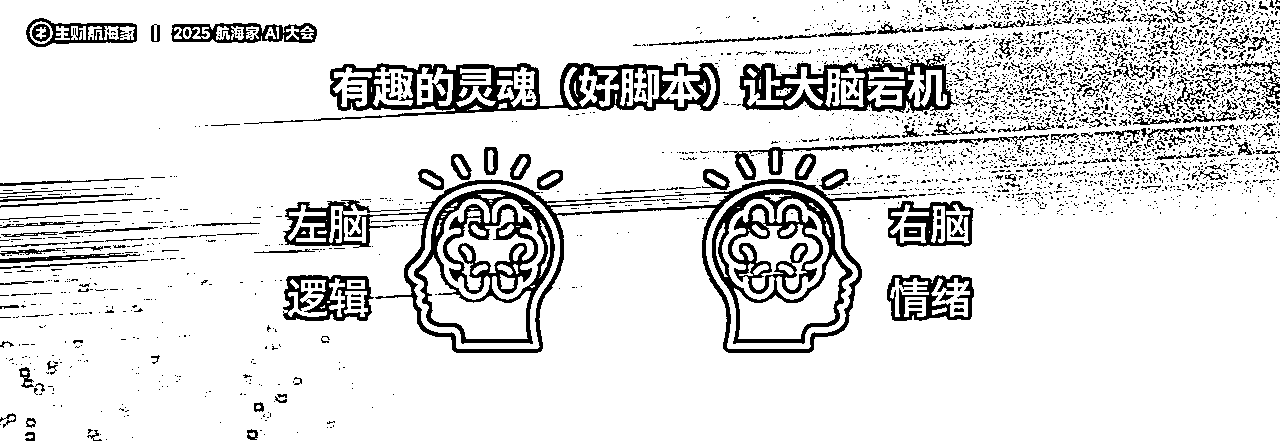 生财航海家 | 2025 航海家 AI 大会
有趣的灵魂（好脚本）让大脑宕机
左脑
右脑
逻辑
情绪